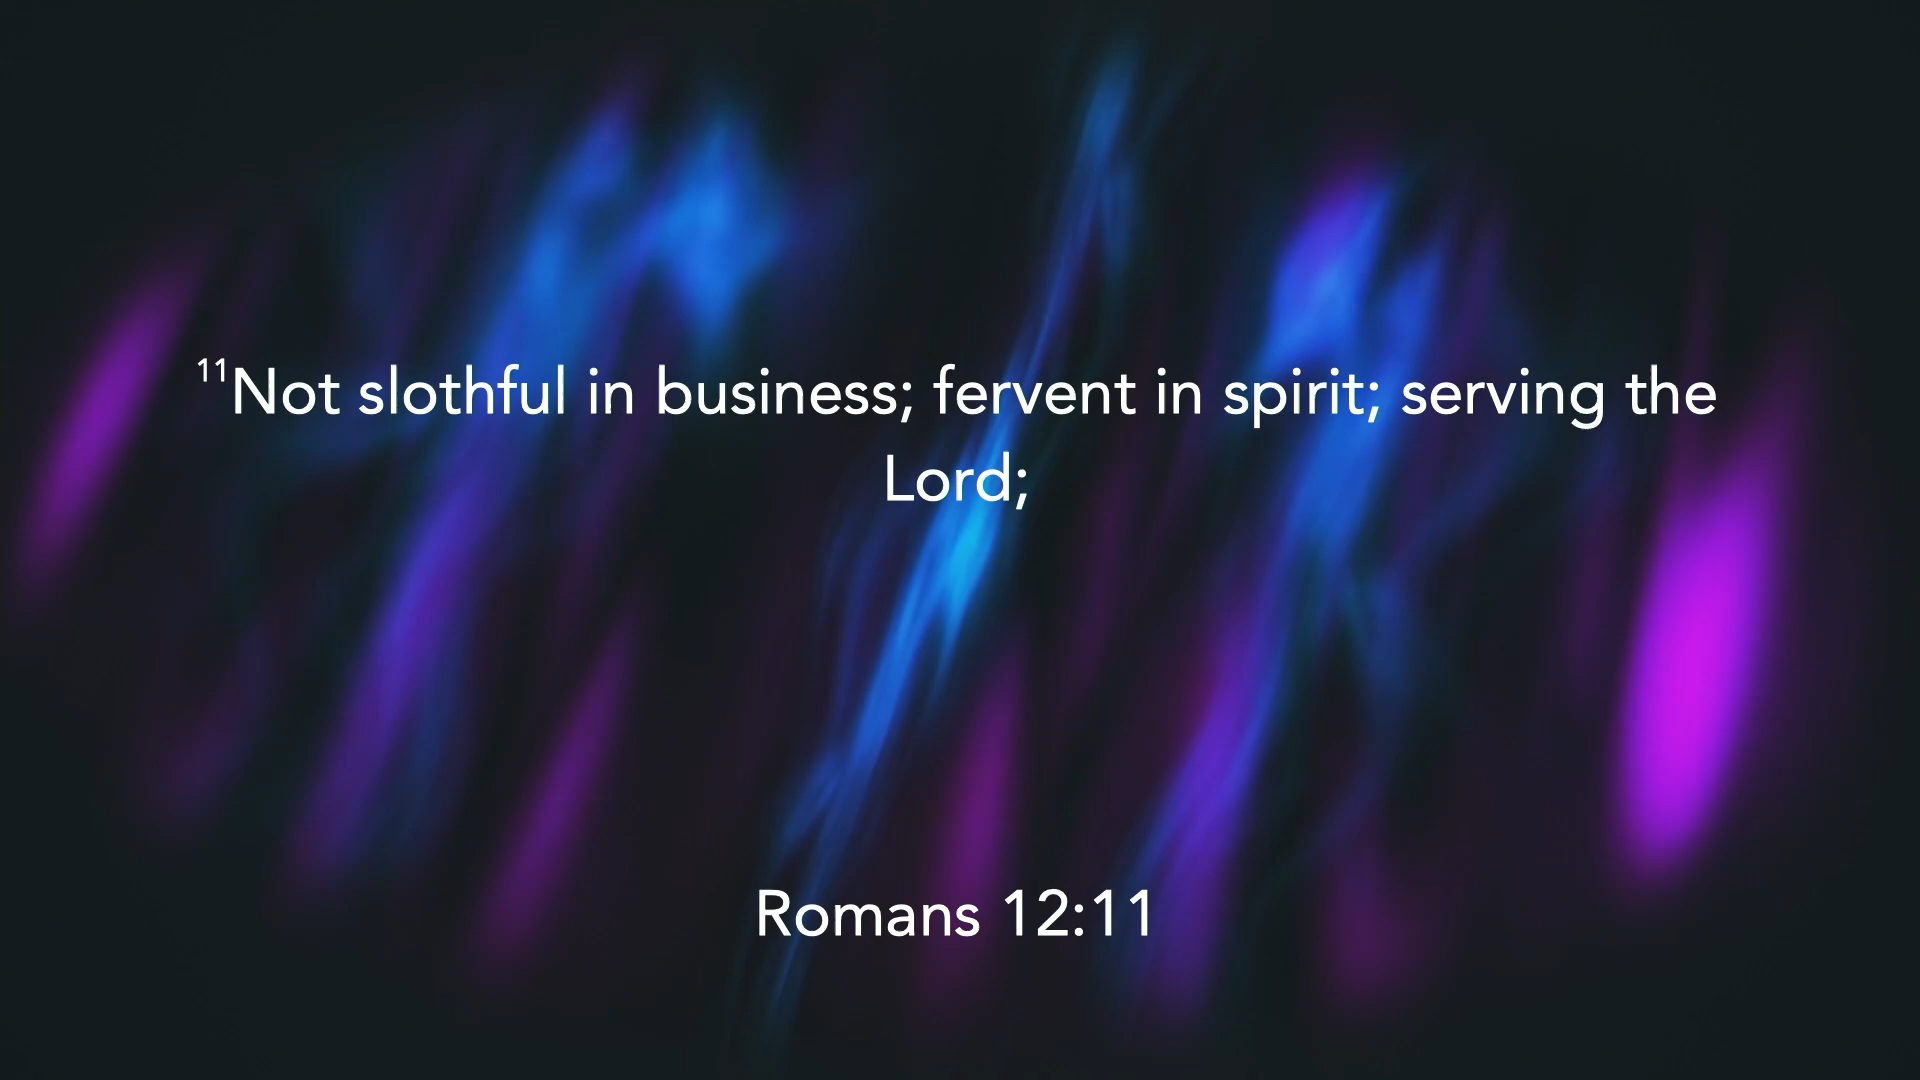 ¹¹Not slothful in business; fervent in spirit; serving the
Lord;
Romans 12:11